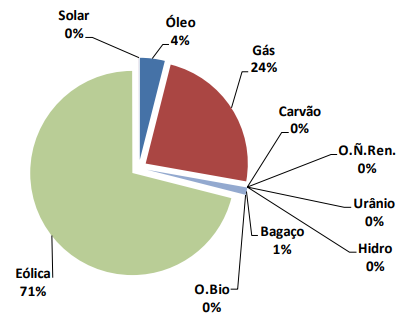 Solar
0%
Óleo
4%
Gás
24%
Carvão
0%
O.Ñ.Ren.
0%
Urânio
0%
Hidro
0%
Bagaço
1%
O.Bio
0%
Eólica
71%